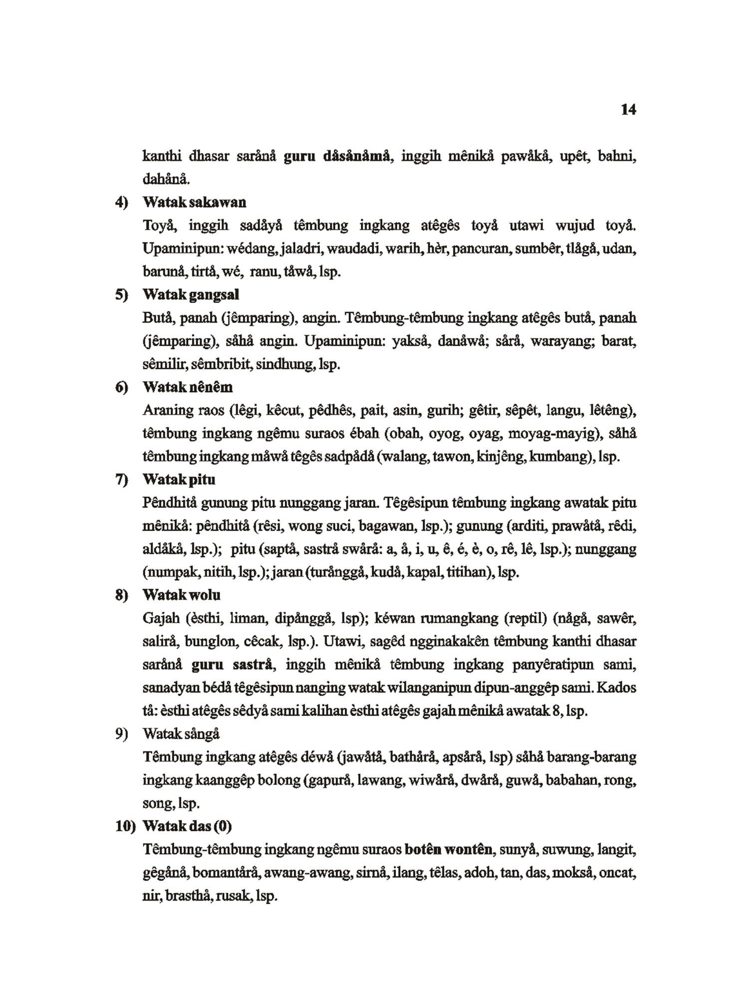 14
kanthi dhasar sarånå guru dåsånåmå, inggih mênikå pawåkå, upêt, bahni,
dahånå.
4) Watak sakawan
Toyå, inggih sadåyå têmbung ingkang atêgês toyå utawi wujud toyå.
Upaminipun: wédang, jaladri, waudadi, warih, hèr, pancuran, sumbêr, tlågå, udan,
barunå, tirtå, wé, ranu, tåwå, lsp.
5) Watak gangsal
Butå, panah (jêmparing), angin. Têmbung-têmbung ingkang atêgês butå, panah
(jêmparing), såhå angin. Upaminipun: yakså, danåwå; sårå, warayang; barat,
sêmilir, sêmbribit, sindhung, lsp.
6) Watak nênêm
Araning raos (lêgi, kêcut, pêdhês, pait, asin, gurih; gêtir, sêpêt, langu, lêtêng),
têmbung ingkang ngêmu suraos ébah (obah, oyog, oyag, moyag-mayig), såhå
têmbung ingkang måwå têgês sadpådå (walang, tawon, kinjêng, kumbang), lsp.
7) Watak pitu
Pêndhitå gunung pitu nunggang jaran. Têgêsipun têmbung ingkang awatak pitu
mênikå: pêndhitå (rêsi, wong suci, bagawan, lsp.); gunung (arditi, prawåtå, rêdi,
aldåkå, lsp.); pitu (saptå, sastrå swårå: a, å, i, u, ê, é, è, o, rê, lê, lsp.); nunggang
(numpak, nitih, lsp.); jaran (turånggå, kudå, kapal, titihan), lsp.
8) Watak wolu
Gajah (èsthi, liman, dipånggå, lsp); kéwan rumangkang (reptil) (någå, sawêr,
salirå, bunglon, cêcak, lsp.). Utawi, sagêd ngginakakên têmbung kanthi dhasar
sarånå guru sastrå, inggih mênikå têmbung ingkang panyêratipun sami,
sanadyan bédå têgêsipun nanging watak wilanganipun dipun-anggêp sami. Kados
tå: èsthi atêgês sêdyå sami kalihan èsthi atêgês gajah mênikå awatak 8, lsp.
9) Watak sångå
Têmbung ingkang atêgês déwå (jawåtå, bathårå, apsårå, lsp) såhå barang-barang
ingkang kaanggêp bolong (gapurå, lawang, wiwårå, dwårå, guwå, babahan, rong,
song, lsp.
10) Watak das (0)
Têmbung-têmbung ingkang ngêmu suraos botên wontên, sunyå, suwung, langit,
gêgånå, bomantårå, awang-awang, sirnå, ilang, têlas, adoh, tan, das, mokså, oncat,
nir, brasthå, rusak, lsp.